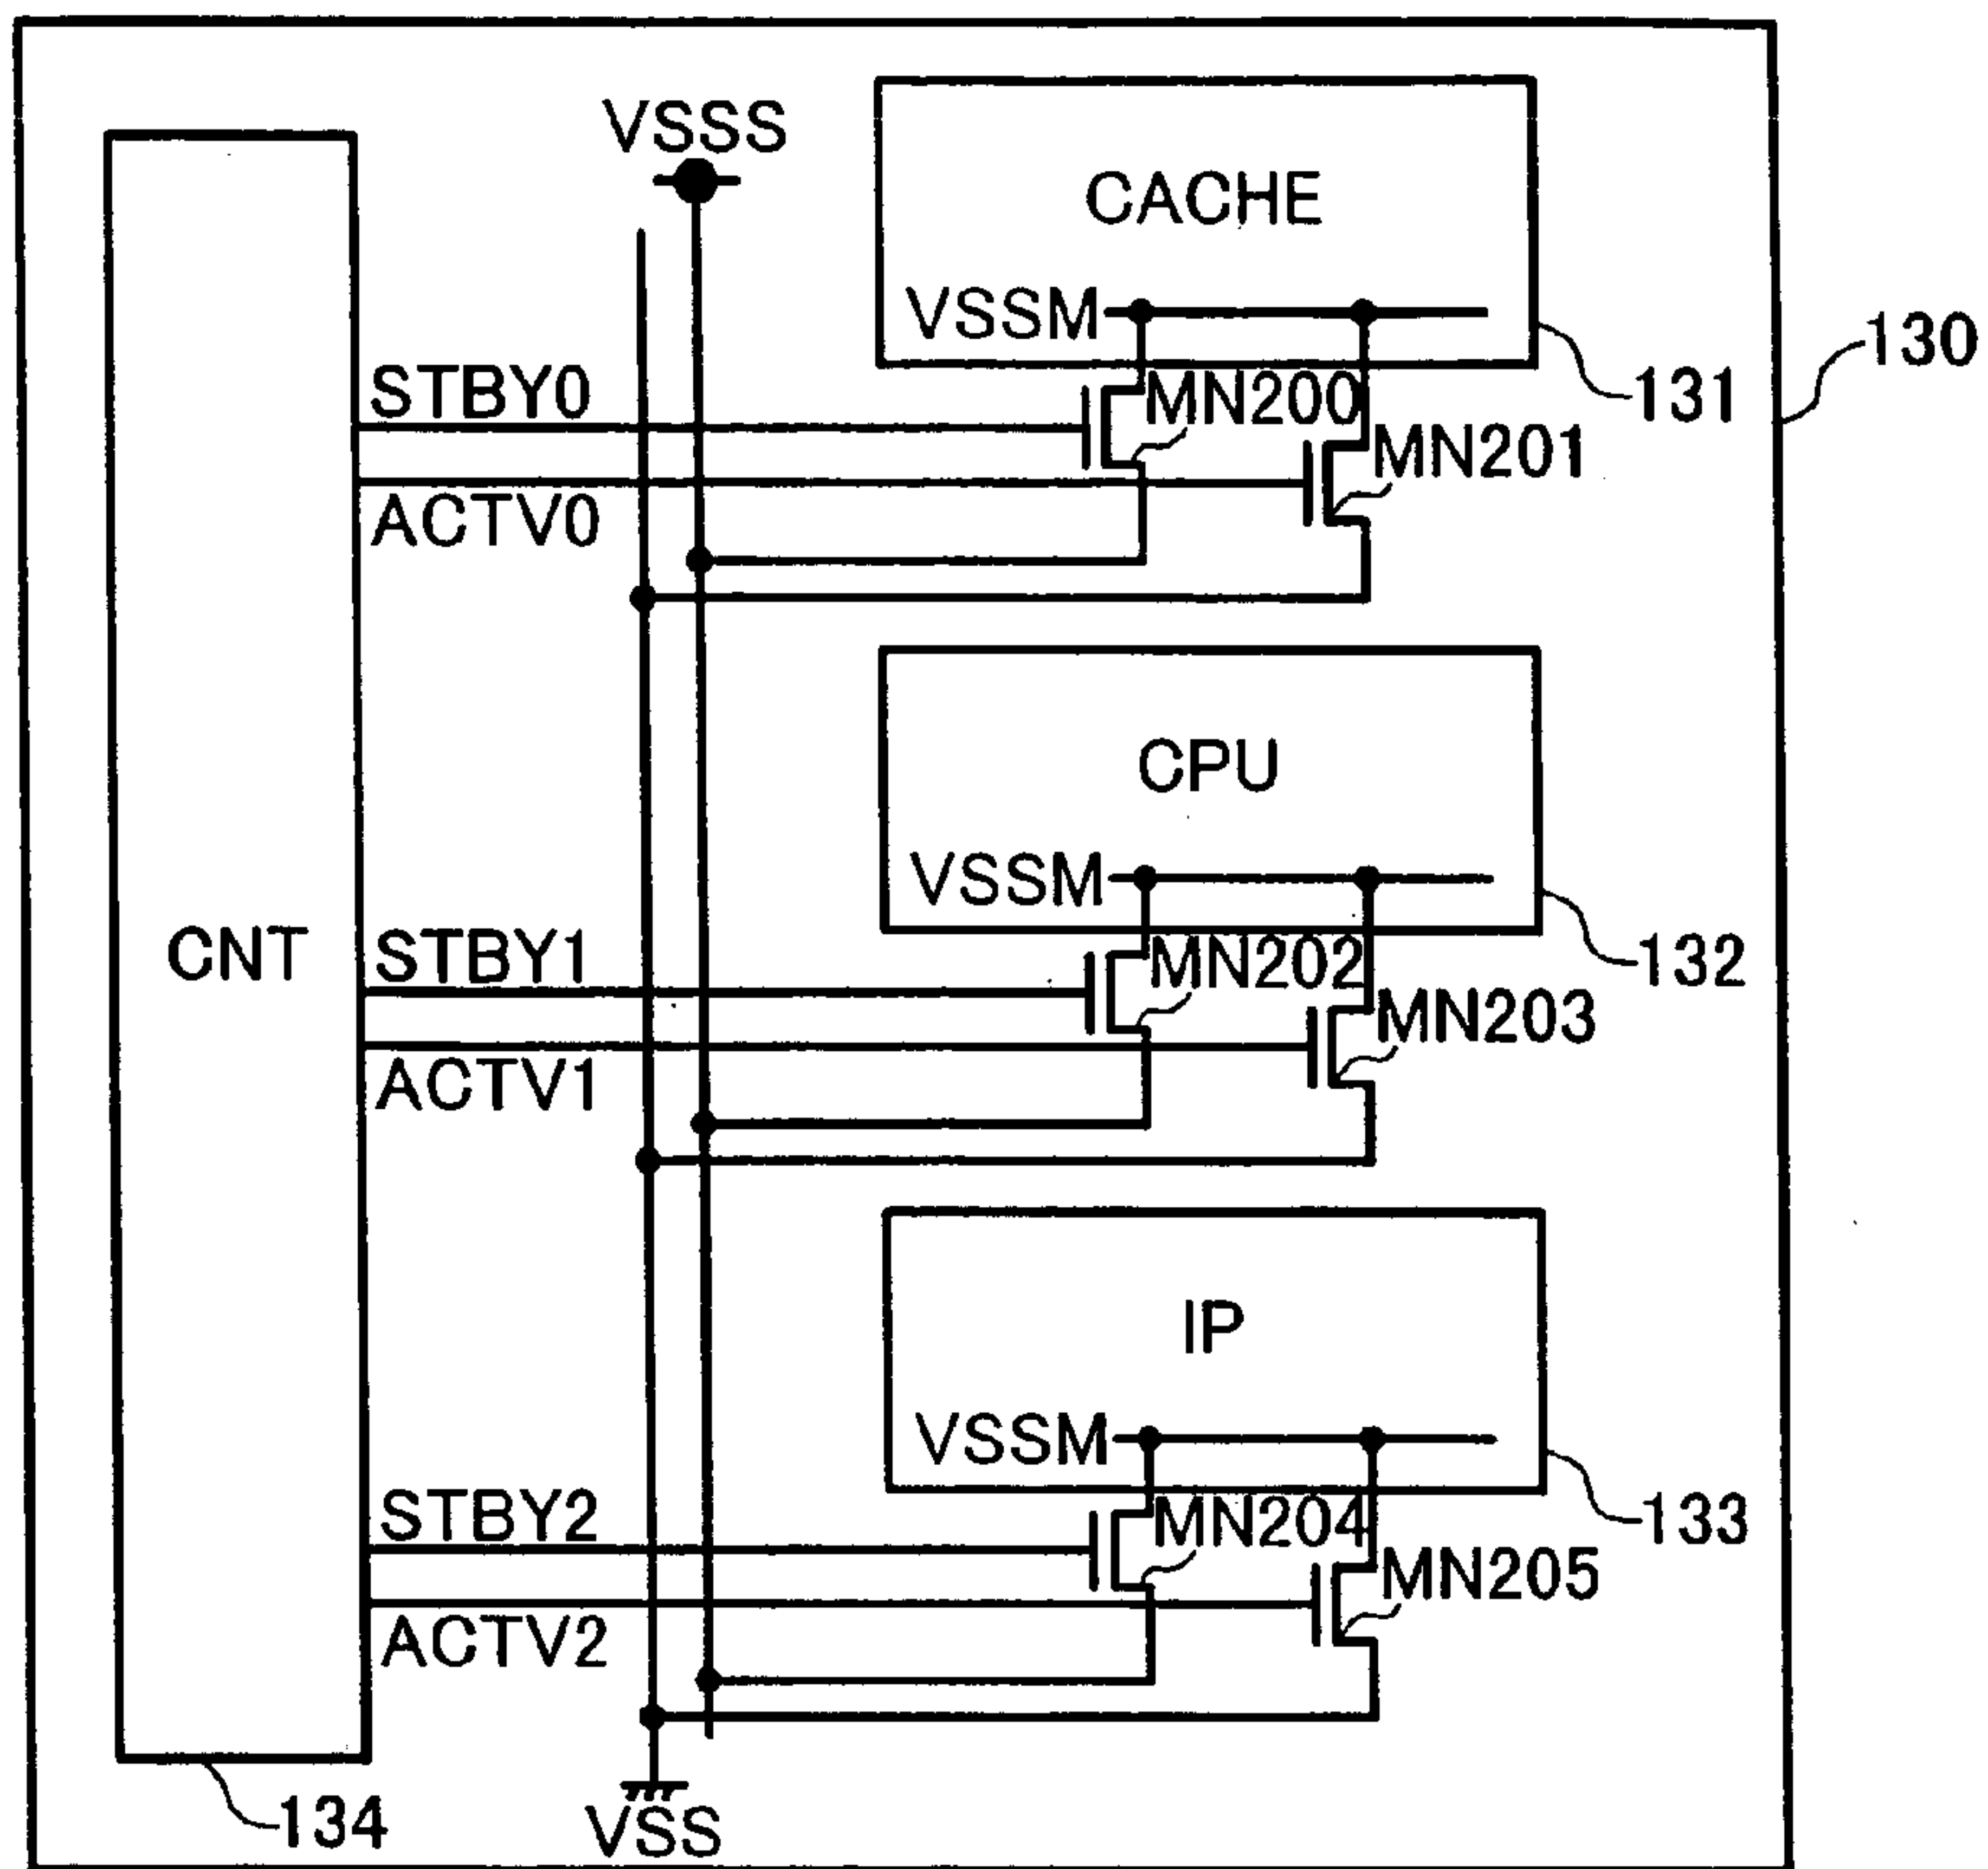 VSSS
CACHE
VSSM
130
131
STBY0
MN200
MN201
ACTV0
CPU
VSSM
CNT
STBY1
MN202
132
MN203
ACTV1
IP
VSSM
STBY2
MN204
133
MN205
ACTV2
134
VSS